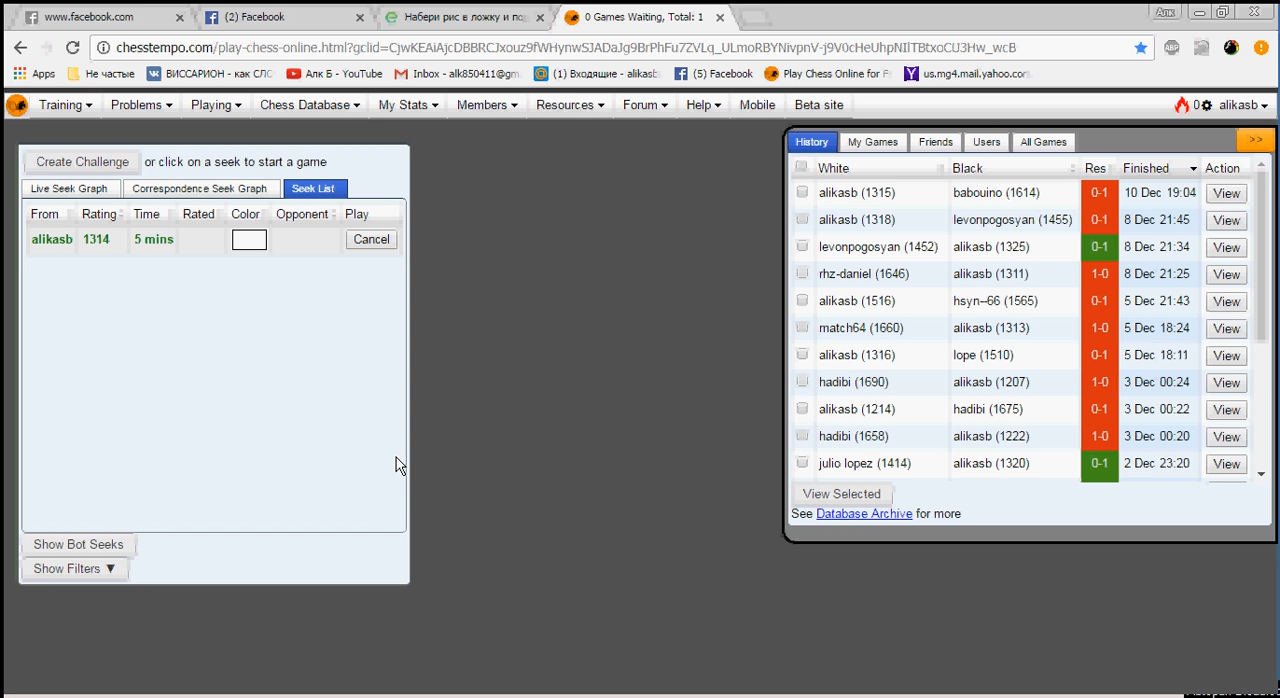 www.facebook.com
(2) Facebook
Набери рис в ложку и по
0 Games Waiting, Total: 1
Алк
chesstempo.com/play-chess-online.html?gclid=CjwKEAiAjcDBBRCJxouz9fWHynwSJADaJg9BrPhFu7ZVLq_ULmoRBYNivpnV-j9V0cHeUhpNIlTBtxoCU3Hw_wcB
ABP
Apps
Не частые
ВИССАРИОН - как СЛО
Алк Б - YouTube
Inbox - alk850411@gm
(1) Входящие - alikasb
(5) Facebook
Play Chess Online for F
us.mg4.mail.yahoo.com
Training
Problems
Playing
Chess Database
My Stats
Members
Resources
Forum
Help
Mobile
Beta site
0
alikasb
Create Challenge or click on a seek to start a game
Live Seek Graph
Correspondence Seek Graph
Seek List
From Rating Time Rated Color Opponent Play
alikasb 1314 5 mins Cancel
Show Bot Seeks
Show Filters ▼
History
My Games
Friends
Users
All Games
>>
White Black Res Finished Action
alikasb (1315) babouino (1614) 0-1 10 Dec 19:04 View
alikasb (1318) levonpogosyan (1455) 0-1 8 Dec 21:45 View
levonpogosyan (1452) alikasb (1325) 0-1 8 Dec 21:34 View
rhz-daniel (1646) alikasb (1311) 1-0 8 Dec 21:25 View
alikasb (1516) hsyn--66 (1565) 0-1 5 Dec 21:43 View
match64 (1660) alikasb (1313) 1-0 5 Dec 18:24 View
alikasb (1316) lope (1510) 0-1 5 Dec 18:11 View
hadibi (1690) alikasb (1207) 1-0 3 Dec 00:24 View
alikasb (1214) hadibi (1675) 0-1 3 Dec 00:22 View
hadibi (1658) alikasb (1222) 1-0 3 Dec 00:20 View
julio lopez (1414) alikasb (1320) 0-1 2 Dec 23:20 View
View Selected
See Database Archive for more